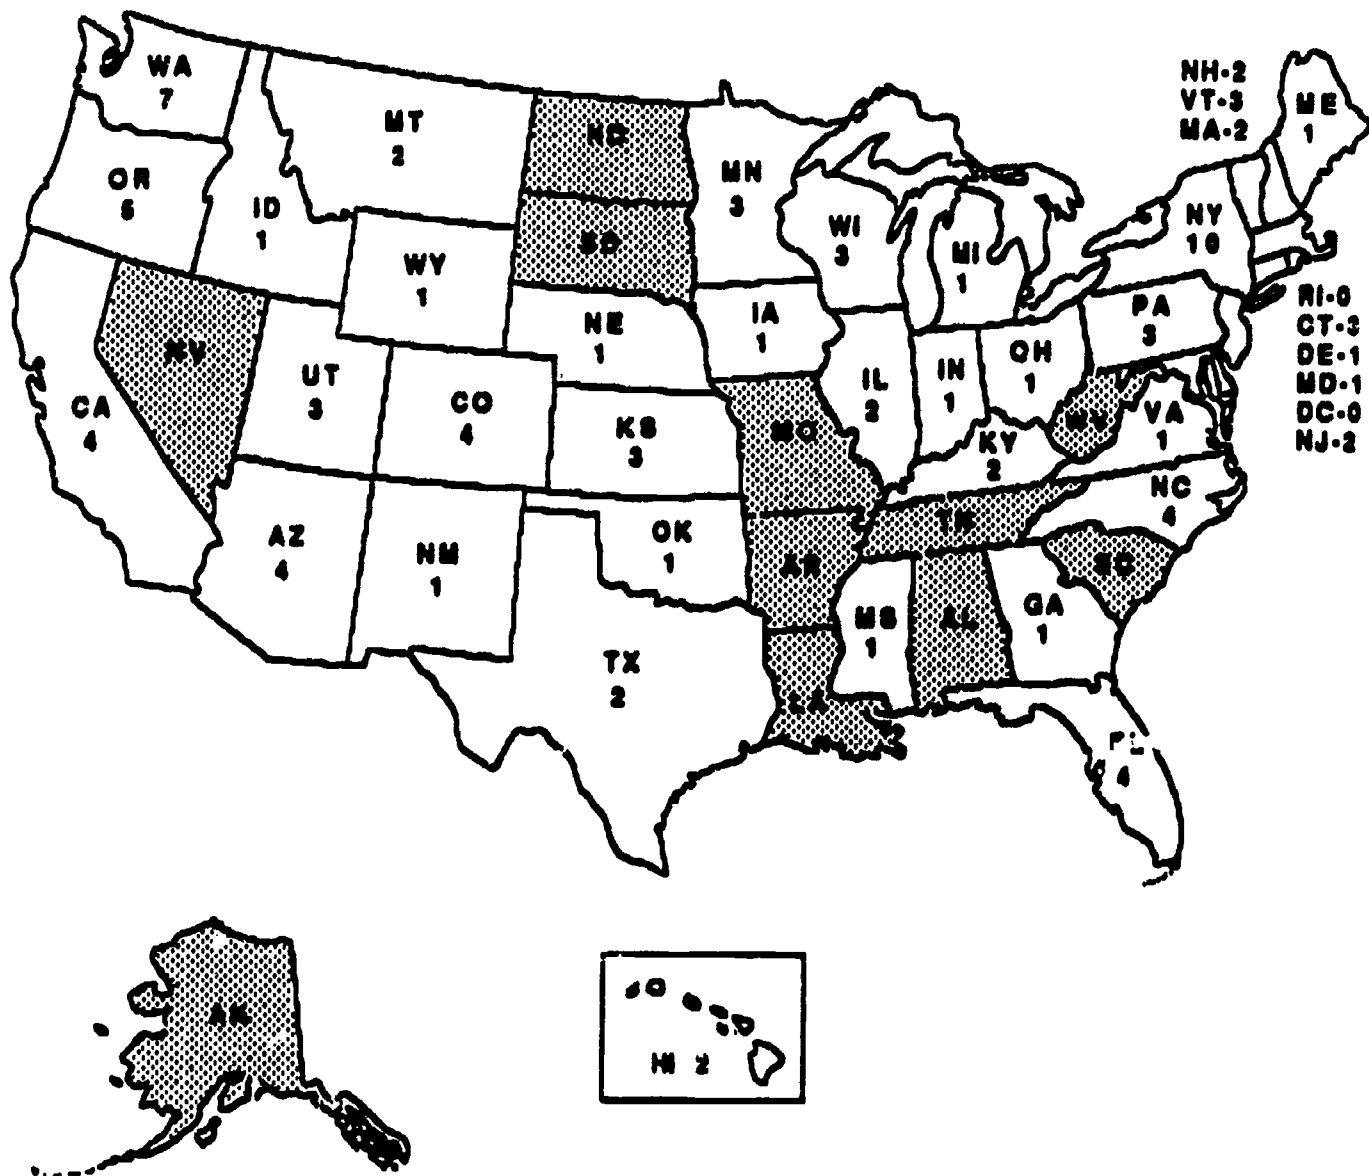 WA
7
MT
2
ND
MN
3
NH-2
VT-3
MA-2
ME
1
OR
5
ID
1
WY
1
SD
WI
3
MI
1
NY
NV
UT
3
CO
4
NE
1
IA
1
IL
2
IN
1
OH
1
PA
3
RI-0
CT-3
DE-1
MD-1
DC-0
NJ-2
CA
4
KS
3
MO
KY
2
WV
VA
1
AZ
4
NM
1
OK
1
AR
TN
NC
4
SC
TX
2
LA
MS
1
AL
GA
1
FL
4
AK
HI 2